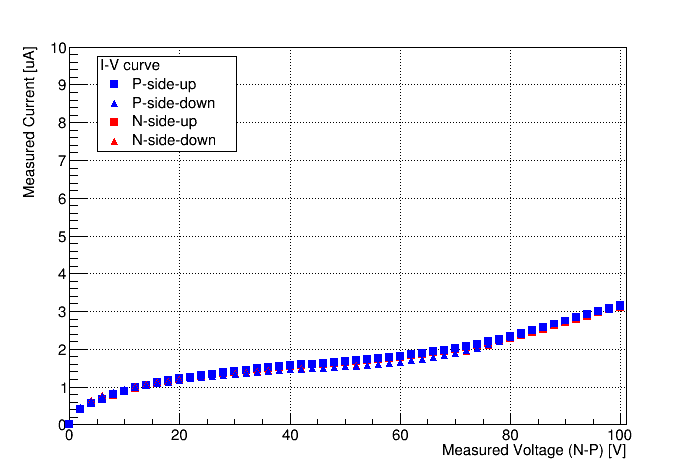 Measured Current [uA]
10
9
8
7
6
5
4
3
2
1
0
I-V curve
P-side-up
P-side-down
N-side-up
N-side-down
0 20 40 60 80 100
Measured Voltage (N-P) [V]